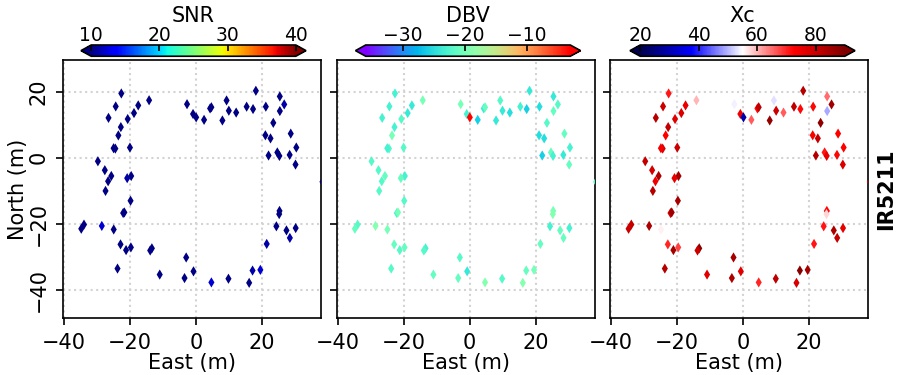 SNR DBV Xc
10 20 30 40 −30 −20 −10 20 40 60 80
20
0
−20
−40
North (m)
−40 −20 0 20 −40 −20 0 20 −40 −20 0 20
East (m) East (m) East (m)
IR5211